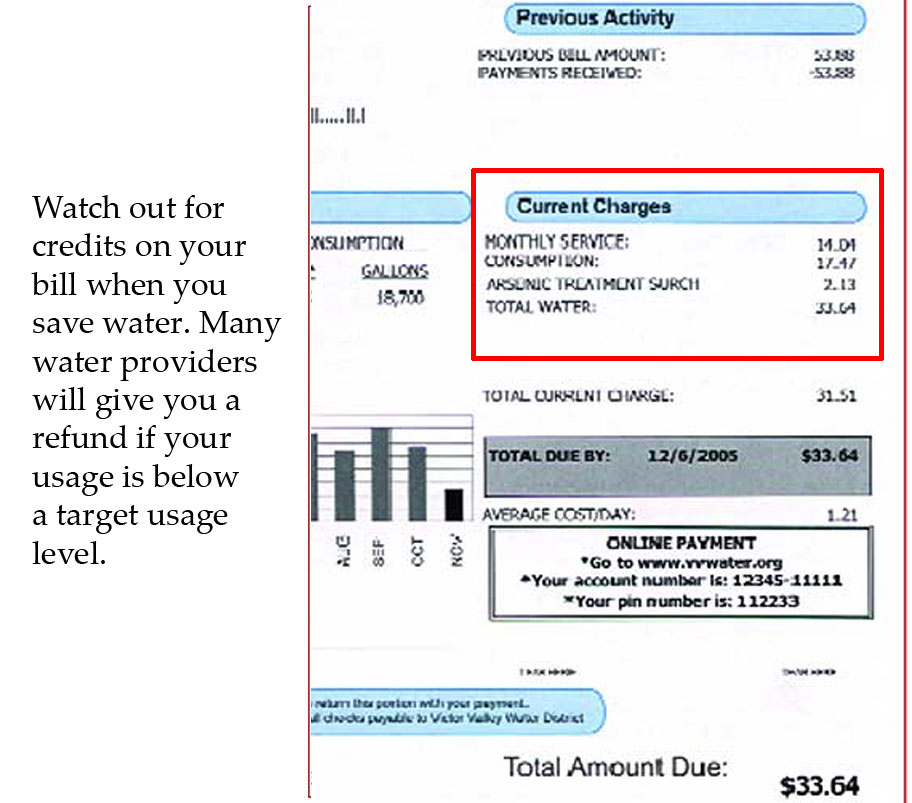 Watch out for
credits on your
bill when you
save water. Many
water providers
will give you a
refund if your
usage is below
a target usage
level.
Previous Activity
PREVIOUS BILL AMOUNT: 53.88
PAYMENTS RECEIVED: -53.88
Current Charges
MONTHLY SERVICE: 14.04
CONSUMPTION: 17.47
ARSENIC TREATMENT SURCH 2.13
TOTAL WATER: 33.64
ONSUMPTION
GALLONS
18,700
TOTAL CURRENT CHARGE: 31.51
TOTAL DUE BY: 12/6/2005 $33.64
AVERAGE COST/DAY: 1.21
AUG SEP OCT NOV
ONLINE PAYMENT
*Go to www.vvwater.org
*Your account number is: 12345-11111
*Your pin number is: 112233
return this portion with your payment.
all checks payable to Victor Valley Water District
Total Amount Due:
$33.64